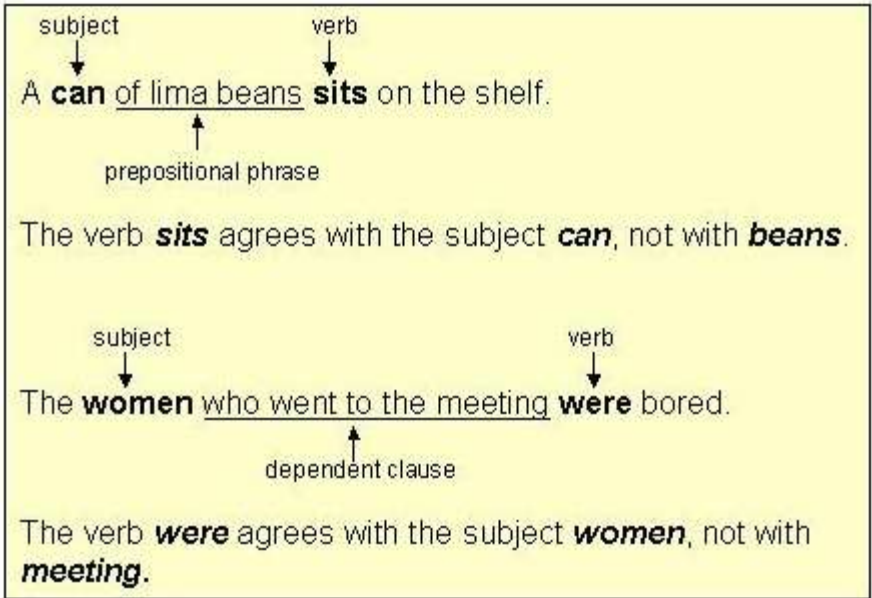 subject verb
A can of lima beans sits on the shelf.
prepositional phrase
The verb sits agrees with the subject can, not with beans.
subject verb
The women who went to the meeting were bored.
dependent clause
The verb were agrees with the subject women, not with
meeting.